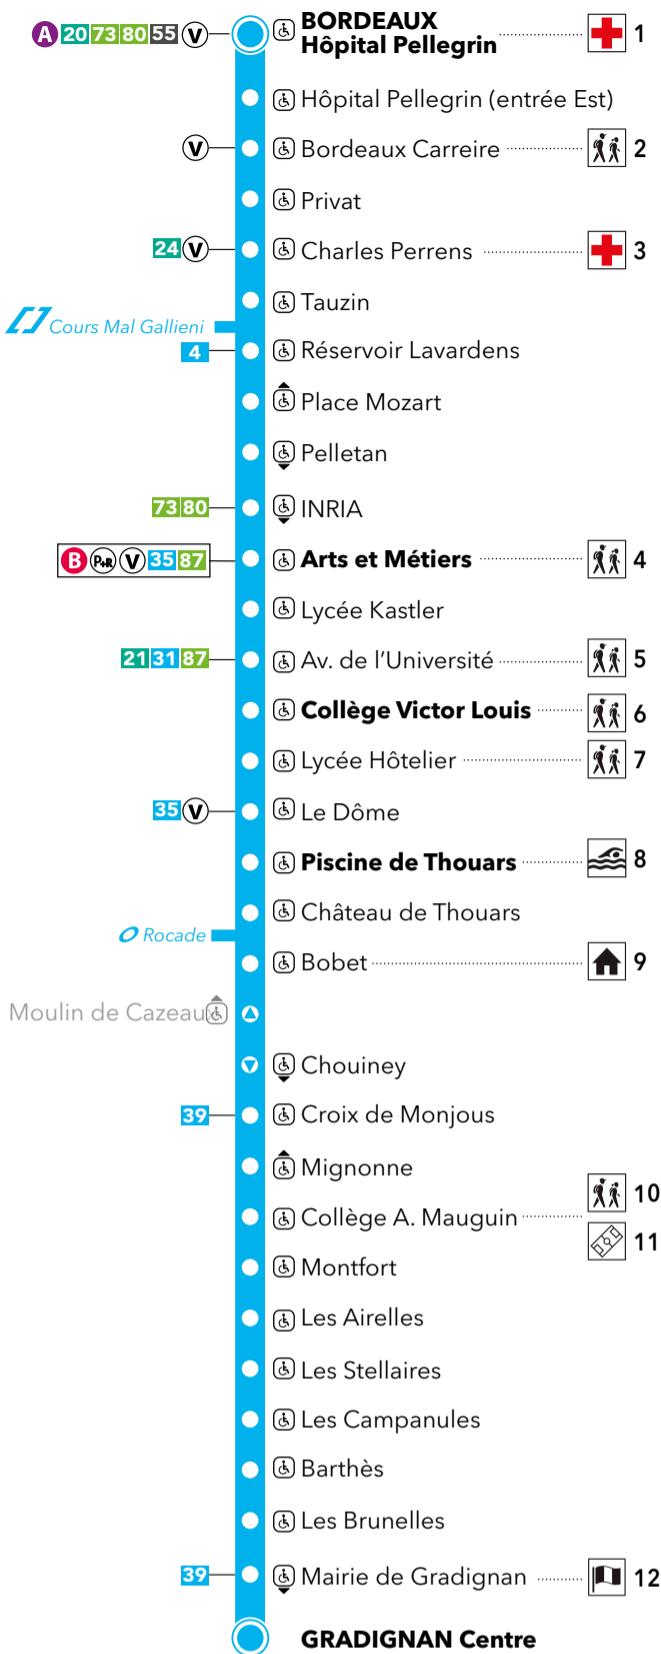 A 20 73 80 55 V BORDEAUX
Hôpital Pellegrin 1
Hôpital Pellegrin (entrée Est)
V Bordeaux Carreire 2
Privat
24 V Charles Perrens 3
Tauzin
Cours Mal Gallieni
4 Réservoir Lavardens
Place Mozart
Pelletan
73 80 INRIA
B P+R V 35 87 Arts et Métiers 4
Lycée Kastler
21 31 87 Av. de l'Université 5
Collège Victor Louis 6
Lycée Hôtelier 7
35 V Le Dôme
Piscine de Thouars 8
Château de Thouars
Rocade
Bobet 9
Moulin de Cazeaux
Chouiney
39 Croix de Monjous
Mignonne
10
Collège A. Mauguin
11
Montfort
Les Airelles
Les Stellaires
Les Campanules
Barthès
Les Brunelles
39 Mairie de Gradignan 12
GRADIGNAN Centre